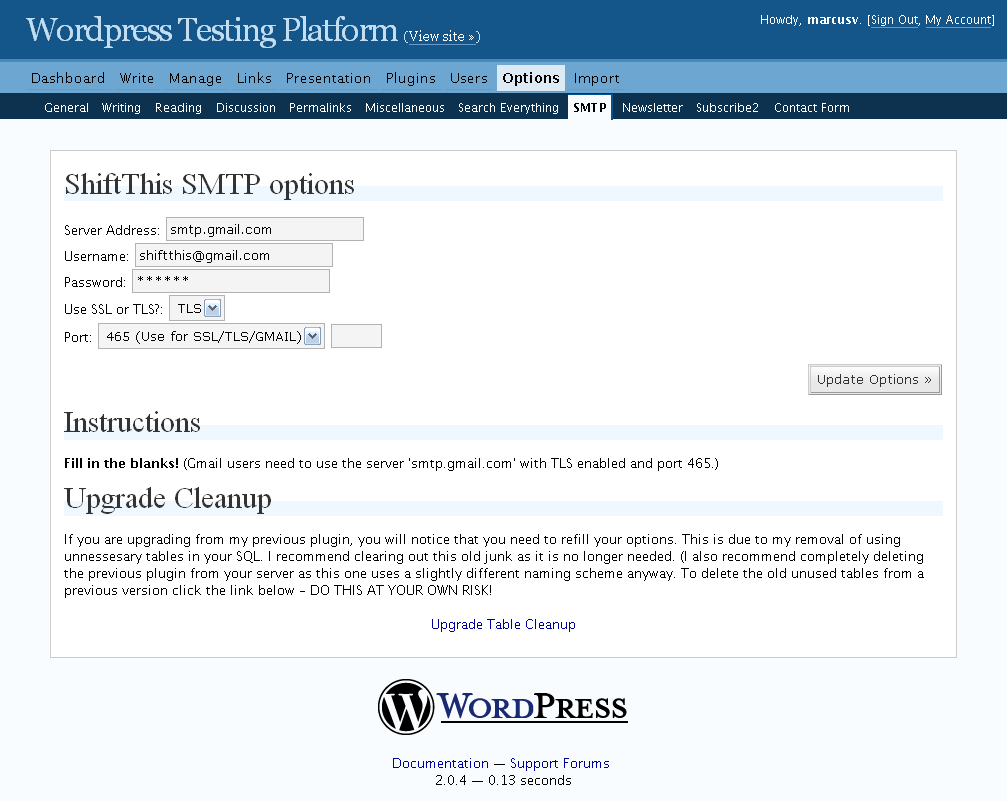 Wordpress Testing Platform (View site »)
Howdy, marcusv. [Sign Out, My Account]
Dashboard Write Manage Links Presentation Plugins Users Options Import
General Writing Reading Discussion Permalinks Miscellaneous Search Everything SMTP Newsletter Subscribe2 Contact Form
ShiftThis SMTP options
Server Address: smtp.gmail.com
Username: shiftthis@gmail.com
Password: ******
Use SSL or TLS?: TLS
Port: 465 (Use for SSL/TLS/GMAIL)
Update Options »
Instructions
Fill in the blanks! (Gmail users need to use the server 'smtp.gmail.com' with TLS enabled and port 465.)
Upgrade Cleanup
If you are upgrading from my previous plugin, you will notice that you need to refill your options. This is due to my removal of using
unnessesary tables in your SQL. I recommend clearing out this old junk as it is no longer needed. (I also recommend completely deleting
the previous plugin from your server as this one uses a slightly different naming scheme anyway. To delete the old unused tables from a
previous version click the link below – DO THIS AT YOUR OWN RISK!
Upgrade Table Cleanup
WORDPRESS
Documentation — Support Forums
2.0.4 — 0.13 seconds